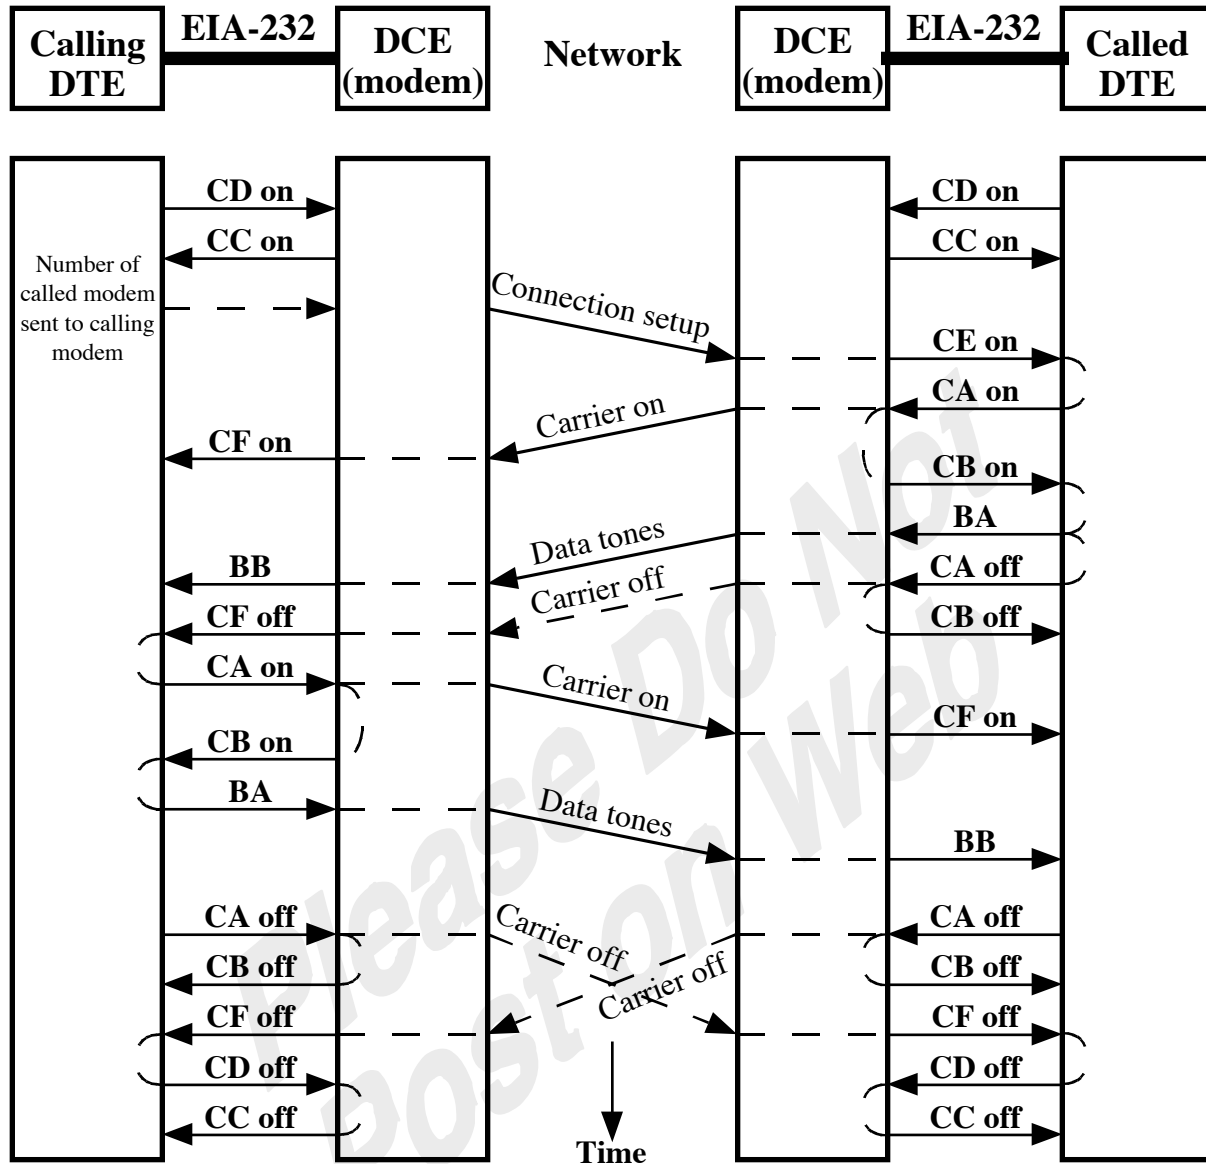 Calling
DTE
EIA-232
DCE
(modem)
Network
DCE
(modem)
EIA-232
Called
DTE
CD on
CD on
CC on
CC on
Number of
called modem
sent to calling
modem
Connection setup
CE on
CA on
Carrier on
CF on
CB on
BA
Data tones
BB
Carrier off
CA off
CF off
CB off
CA on
Carrier on
CF on
CB on
BA
Data tones
BB
CA off
Carrier off
CA off
CB off
Carrier off
CB off
CF off
CF off
CD off
CD off
CC off
CC off
Time
Please Do Not
Post on Web